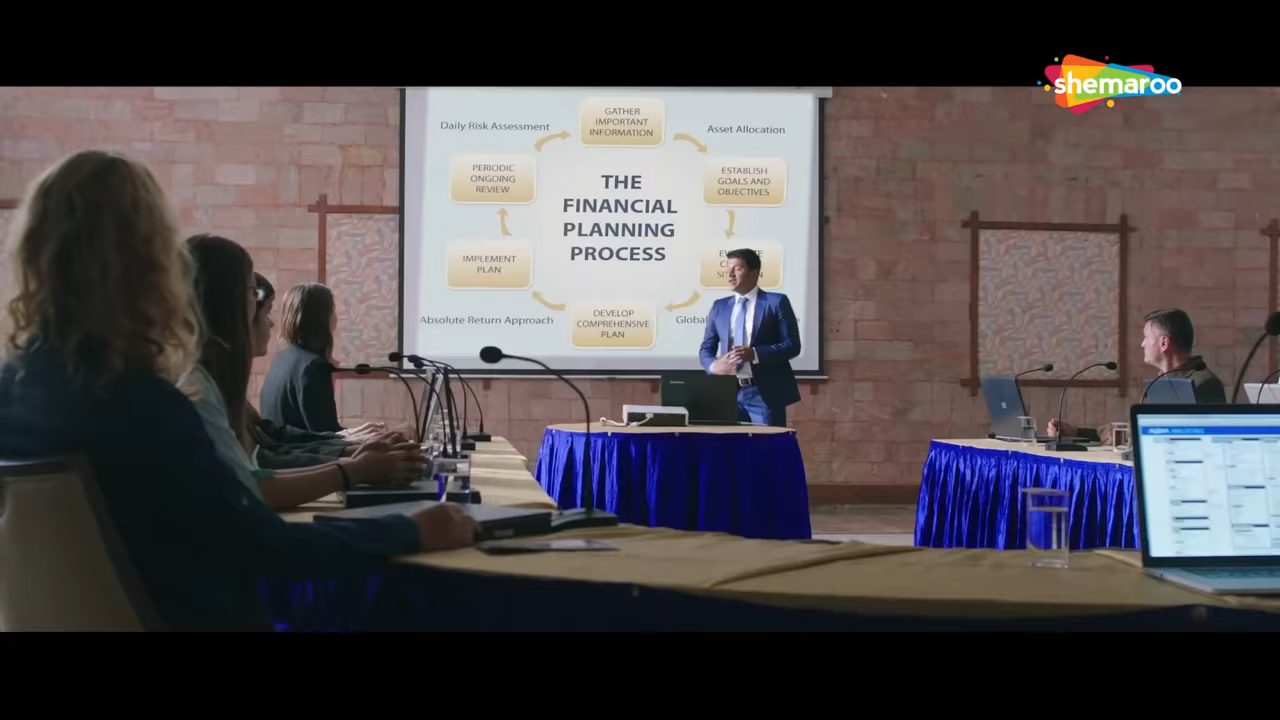 shemaroo
Daily Risk Assessment
GATHER
IMPORTANT
INFORMATION
Asset Allocation
PERIODIC
ONGOING
REVIEW
ESTABLISH
GOALS AND
OBJECTIVES
THE
FINANCIAL
PLANNING
PROCESS
IMPLEMENT
PLAN
DEVELOP
COMPREHENSIVE
PLAN
Absolute Return Approach
Global